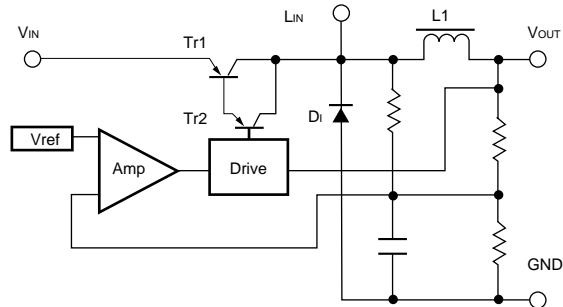 LIN
L1
VIN
VOUT
Tr1
Tr2
DI
Vref
Amp
Drive
GND